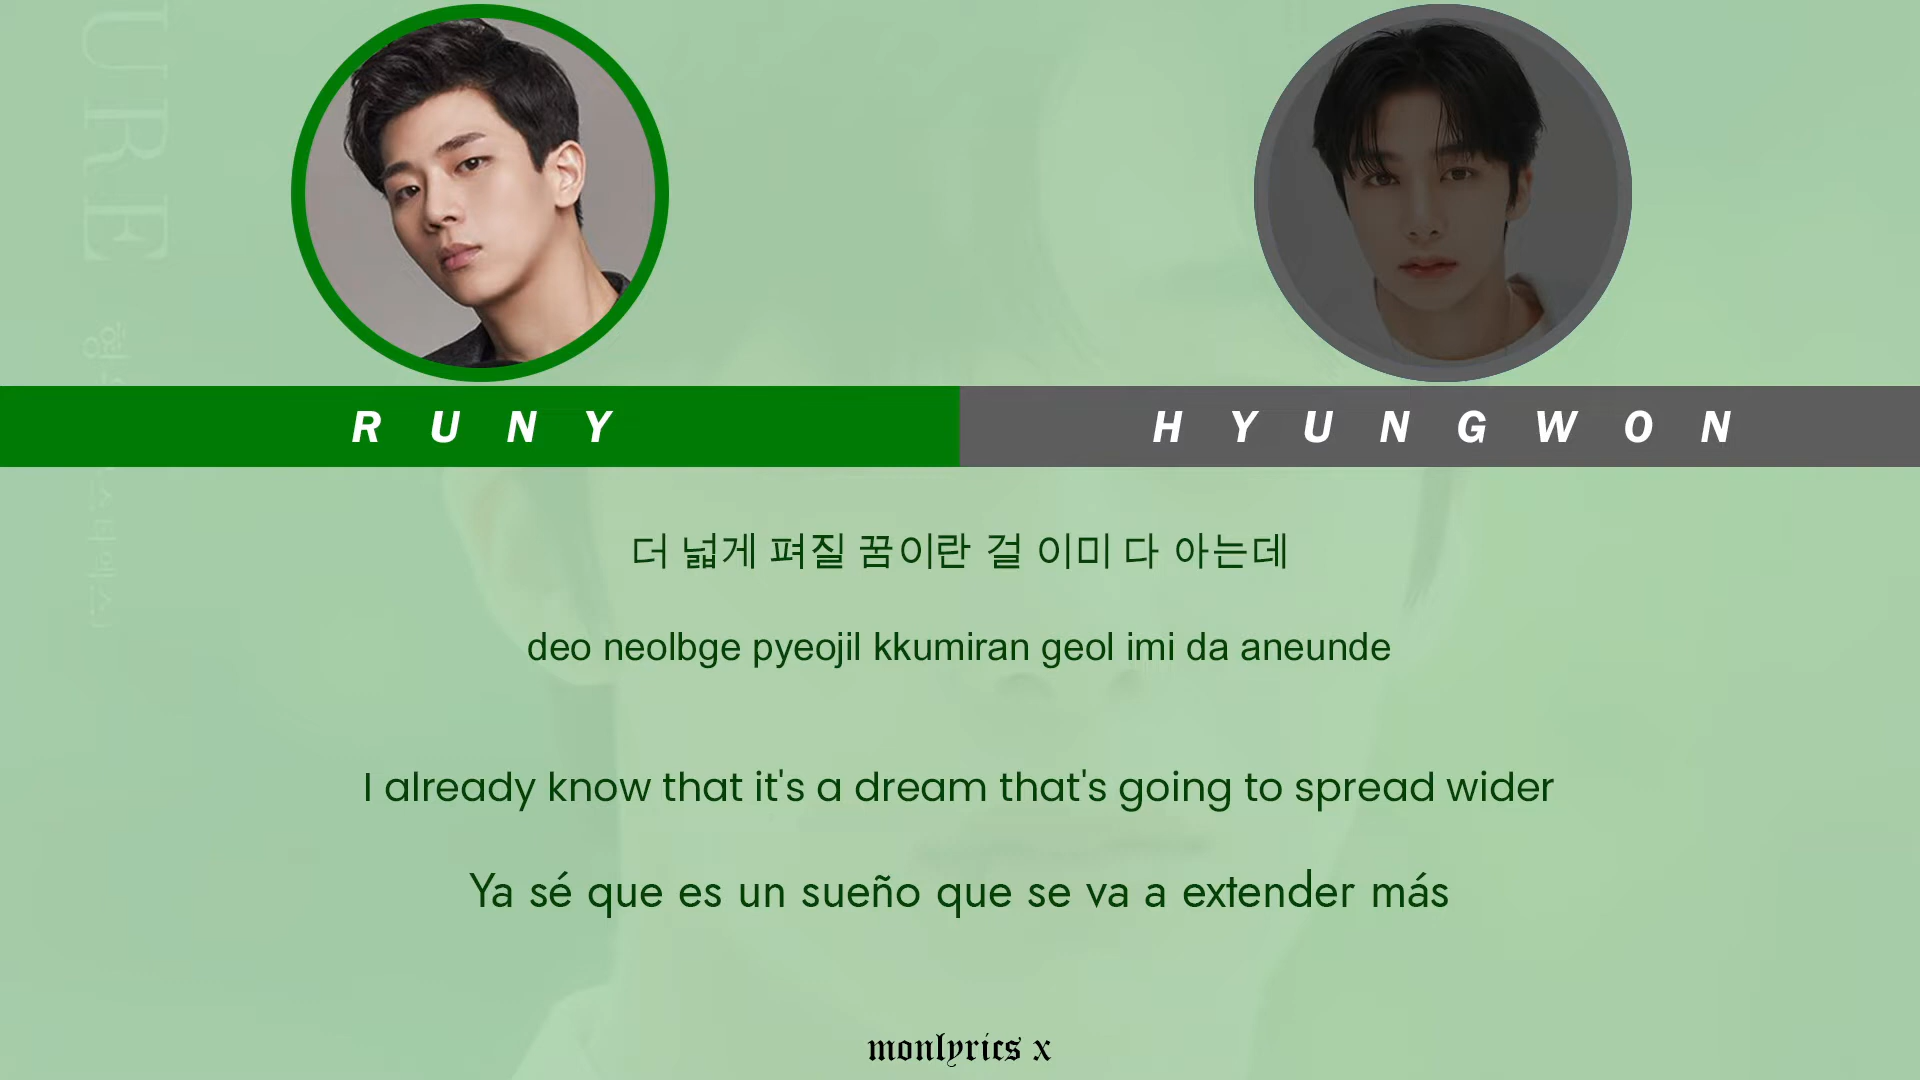 URE
R U N Y
H Y U N G W O N
더 넓게 펴질 꿈이란 걸 이미 다 아는데
deo neolbge pyeojil kkumiran geol imi da aneunde
I already know that it's a dream that's going to spread wider
Ya sé que es un sueño que se va a extender más
monlyrics x